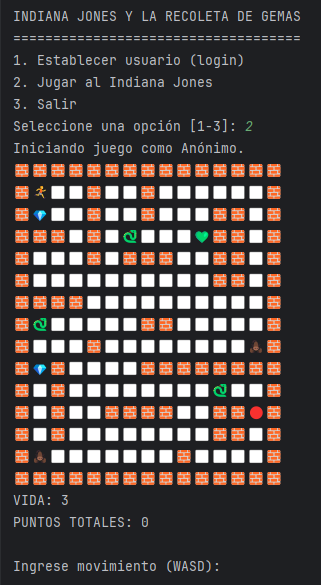 INDIANA JONES Y LA RECOLETA DE GEMAS
====================================
1. Establecer usuario (login)
2. Jugar al Indiana Jones
3. Salir
Seleccione una opción [1-3]: 2
Iniciando juego como Anónimo.
VIDA: 3
PUNTOS TOTALES: 0
Ingrese movimiento (WASD):